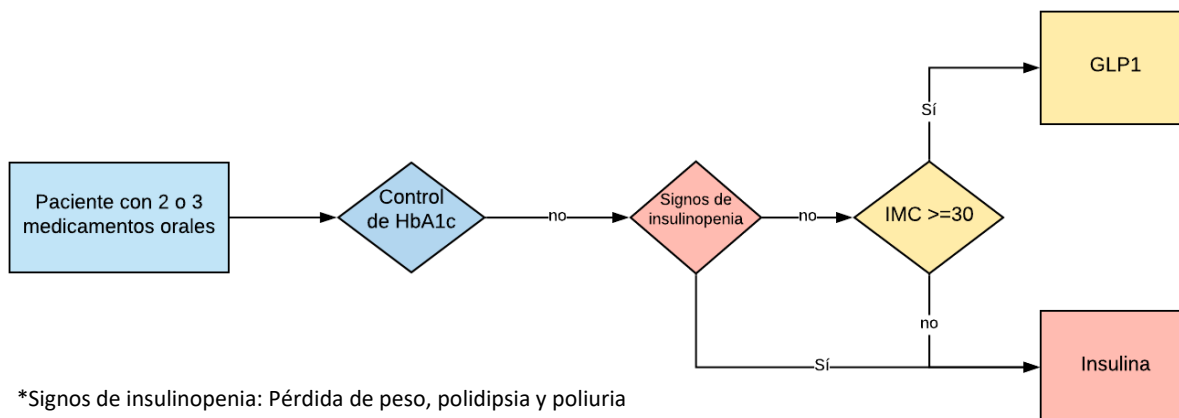 GLP1
Sí
Paciente con 2 o 3
medicamentos orales
Control
de HbA1c
no
Signos de
insulinopenia
no
IMC >=30
no
Sí
Insulina
*Signos de insulinopenia: Pérdida de peso, polidipsia y poliuria